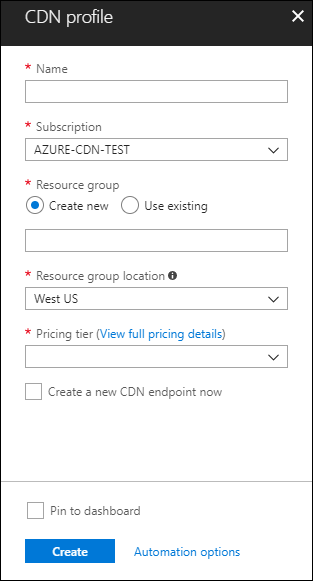 CDN profile
* Name
* Subscription
AZURE-CDN-TEST
* Resource group
Create new Use existing
* Resource group location
West US
* Pricing tier (View full pricing details)
Create a new CDN endpoint now
Pin to dashboard
Create Automation options